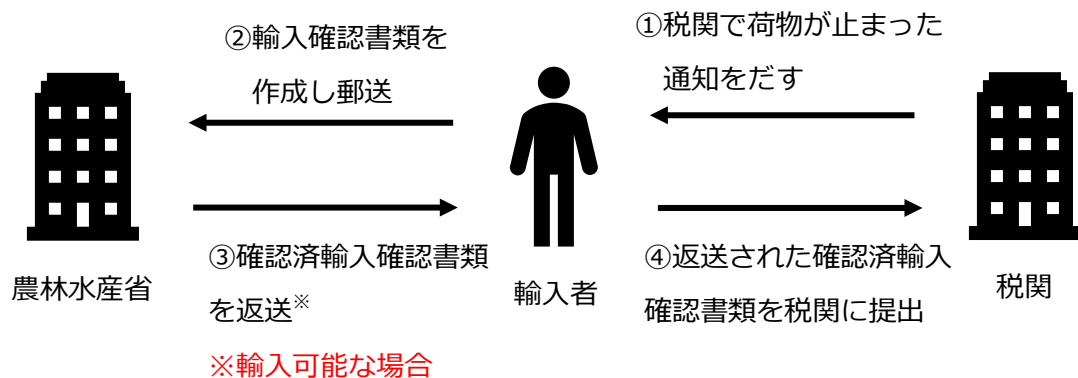 ①税関で荷物が止まった
通知をだす
②輸入確認書類を
作成し郵送
③確認済輸入確認書類
を返送※
※輸入可能な場合
④返送された確認済輸入
確認書類を税関に提出
農林水産省
輸入者
税関